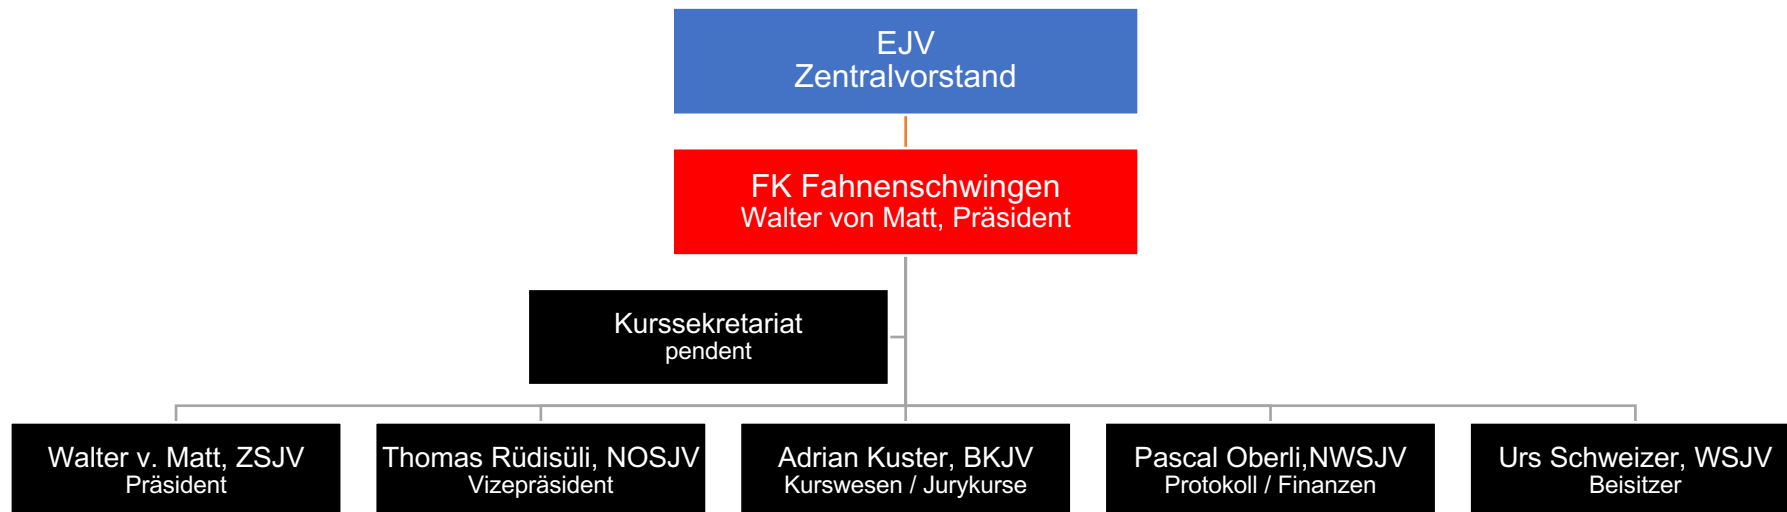 EJV
Zentralvorstand
FK Fahnenschwingen
Walter von Matt, Präsident
Kurssekretariat
pendent
Walter v. Matt, ZSJV
Präsident
Thomas Rüdisüli, NOSJV
Vizepräsident
Adrian Kuster, BKJV
Kurswesen / Jurykurse
Pascal Oberli,NWSJV
Protokoll / Finanzen
Urs Schweizer, WSJV
Beisitzer